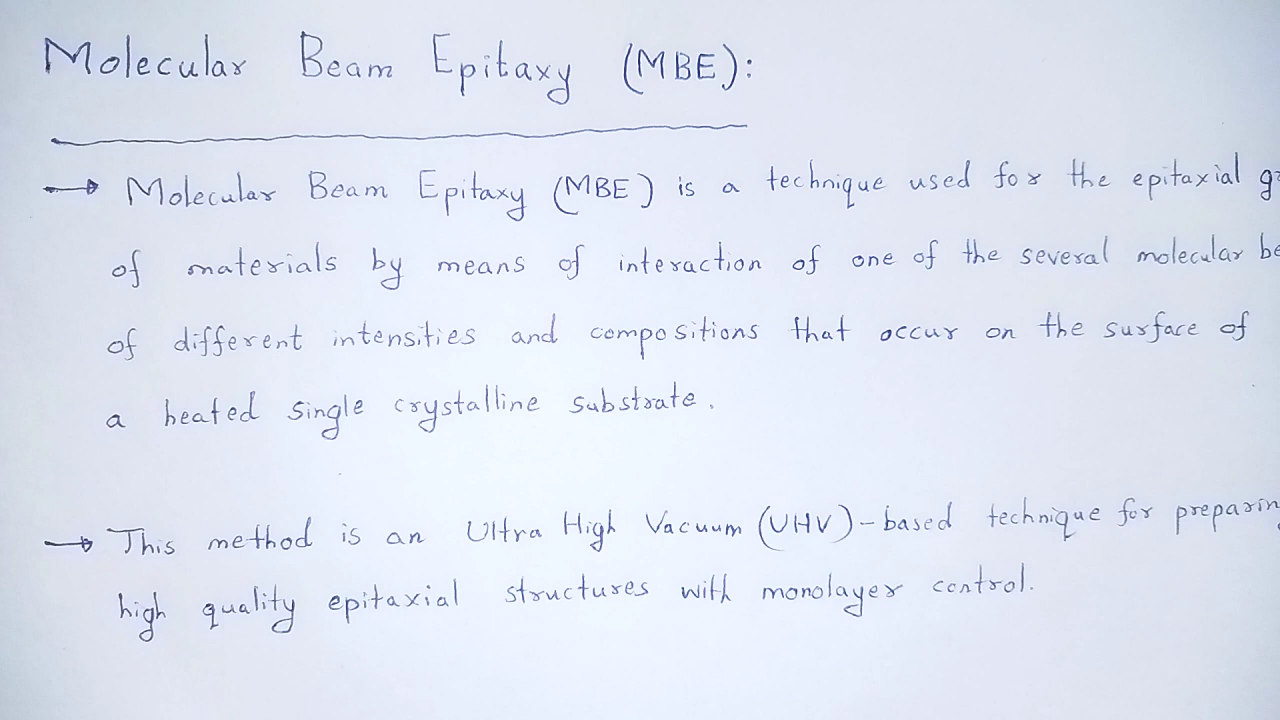 Molecular Beam Epitaxy (MBE):
→ Molecular Beam Epitaxy (MBE) is a technique used for the epitaxial
of materials by means of interaction of one of the several molecular
of different intensities and compositions that occur on the surface of
a heated single crystalline substrate.
→ This method is an Ultra High Vacuum (UHV)-based technique for preparing
high quality epitaxial structures with monolayer control.